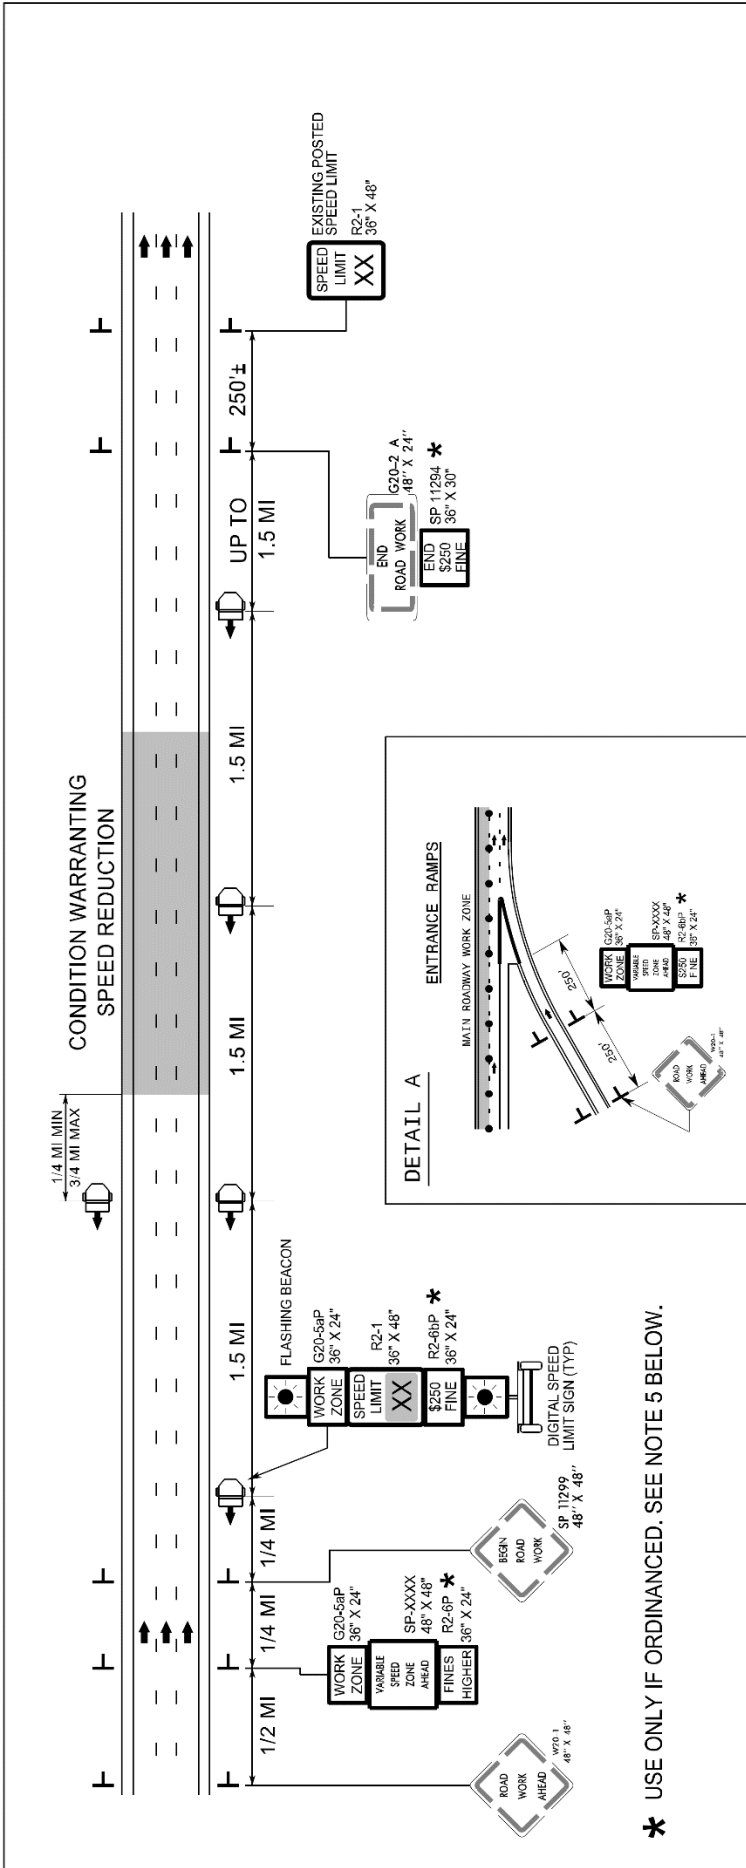 CONDITION WARRANTING
SPEED REDUCTION
1/4 MI MIN
3/4 MI MAX
1/2 MI
1/4 MI
1/4 MI
1.5 MI
1.5 MI
1.5 MI
UP TO
1.5 MI
250'±
ROAD
WORK
AHEAD
W20-1
48" X 48"
WORK
ZONE
VARIABLE
SPEED
ZONE
AHEAD
FINES
HIGHER
G20-5aP
36" X 24"
SP-XXXX
48" X 48"
R2-6P *
36" X 24"
BEGIN
ROAD
WORK
SP 11299
48" X 48"
FLASHING BEACON
WORK
ZONE
SPEED
LIMIT
XX
$250
FINE
G20-5aP
36" X 24"
R2-1
36" X 48"
R2-6bP *
36" X 24"
DIGITAL SPEED
LIMIT SIGN (TYP)
END
ROAD WORK
G20-2 A
48" X 24"
END
$250
FINE
SP 11294 *
36" X 30"
SPEED
LIMIT
XX
EXISTING POSTED
SPEED LIMIT
R2-1
36" X 48"
DETAIL A
ENTRANCE RAMPS
MAIN ROADWAY WORK ZONE
250'
250'
ROAD
WORK
AHEAD
W20-1
48" X 48"
WORK
ZONE
VARIABLE
SPEED
ZONE
AHEAD
$250
FINE
G20-5aP
36" X 24"
SP-XXXX
48" X 48"
R2-6bP *
36" X 24"
* USE ONLY IF ORDINANCED. SEE NOTE 5 BELOW.